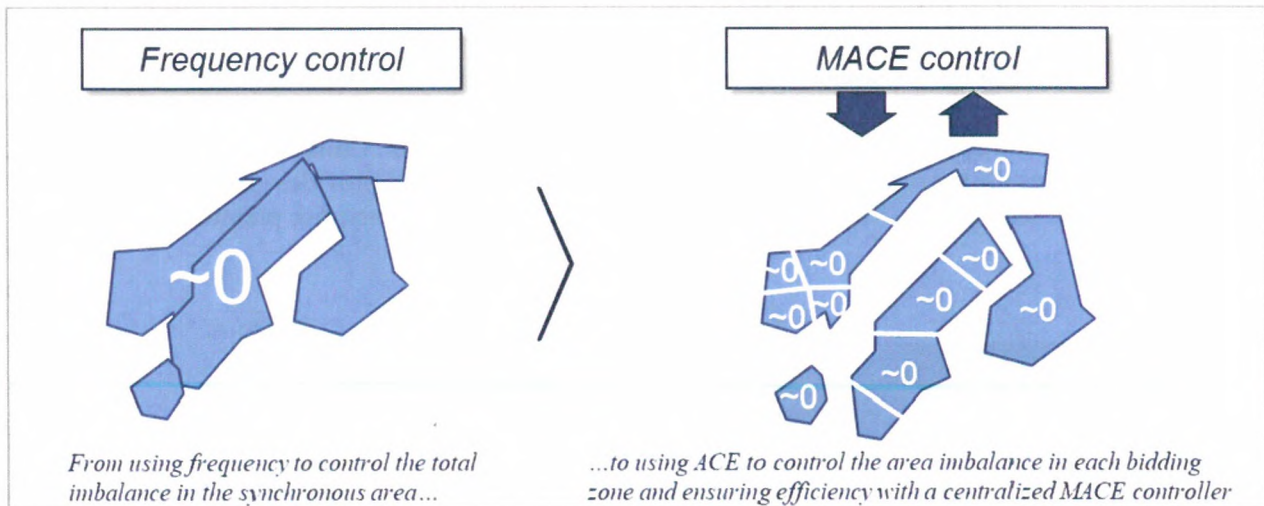 Frequency control
MACE control
~0
~0
~0
~0
~0
~0
~0
~0
~0
~0
~0
~0
From using frequency to control the total
imbalance in the synchronous area…
…to using ACE to control the area imbalance in each bidding
zone and ensuring efficiency with a centralized MACE controller